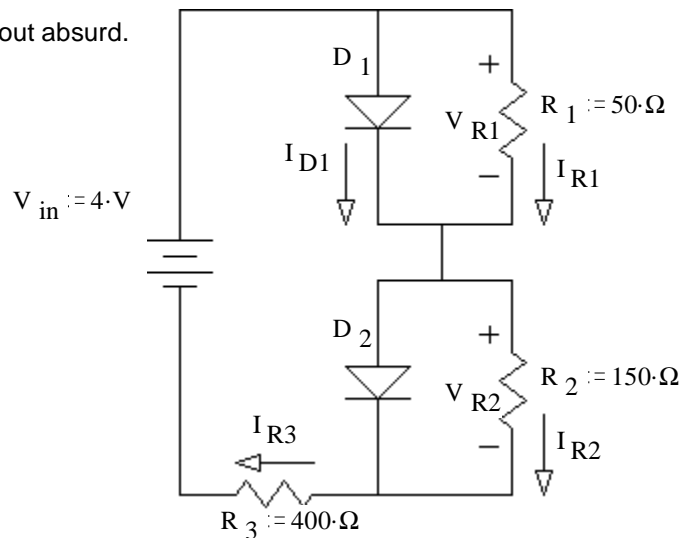 out absurd.
D 1
+
V R1
−
R 1 := 50·Ω
I D1
I R1
V in := 4·V
D 2
+
V R2
−
R 2 := 150·Ω
I R3
I R2
R 3 := 400·Ω